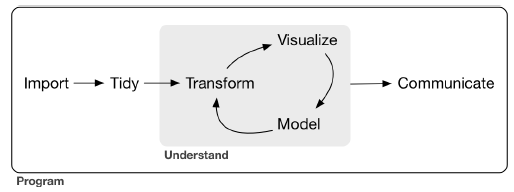 Visualize
Import
Tidy
Transform
Communicate
Model
Understand
Program